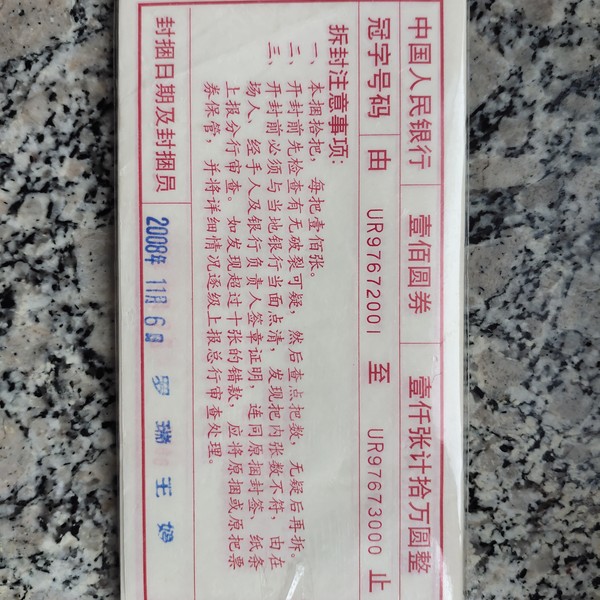 中国人民银行 壹佰圆券 壹仟张计拾万圆整
冠字号码 由 UR97672001 至 UR97673000 止
拆封注意事项:
一、本捆拾把，每把壹佰张。
二、开封前先检查有无破裂可疑，然后查点把数，无疑后再拆。
三、开封前必须与当地银行当面点清，发现把内张数不符，由在
场人、经手人及银行负责人签章证明，连同原捆封签、纸条
上报分行审查。如发现超过十张的错款，应将原捆或原把票
券保管，并将详细情况逐级上报总行审查处理。
封捆日期及封捆员 2008年 11月 6日 罗瑞 王婷